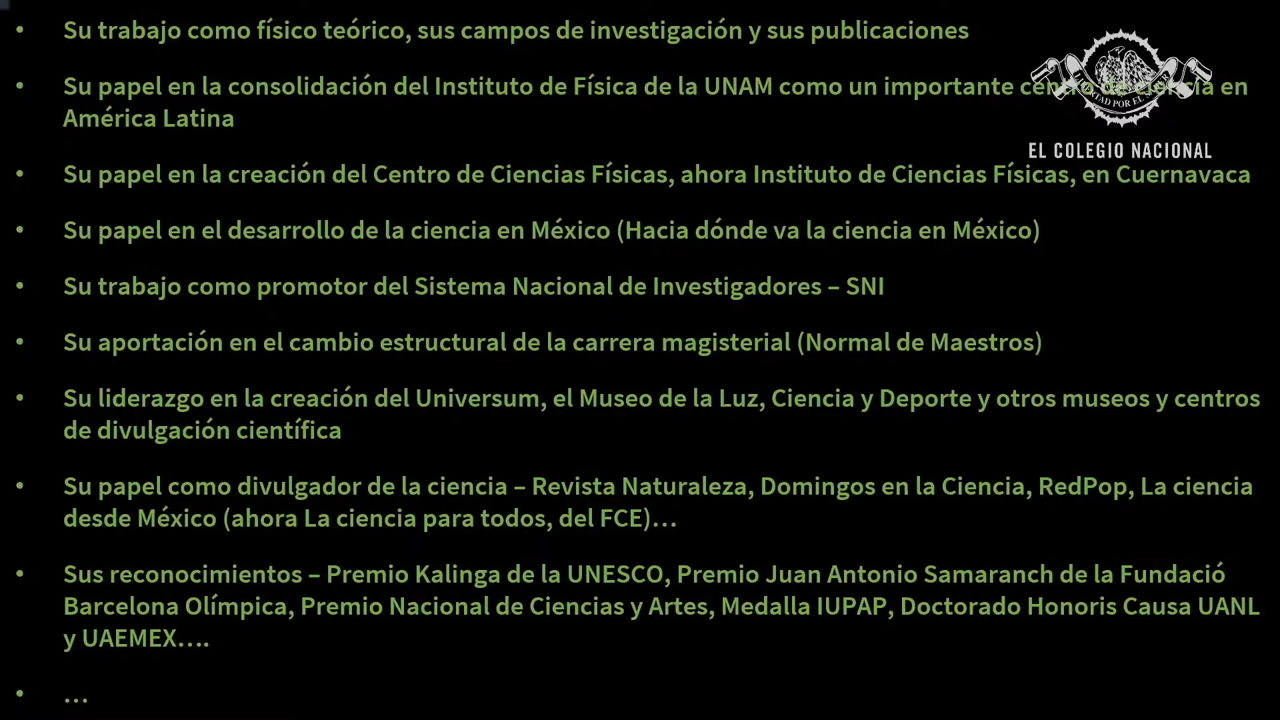 • Su trabajo como físico teórico, sus campos de investigación y sus publicaciones
• Su papel en la consolidación del Instituto de Física de la UNAM como un importante centro de ciencia en
América Latina
EL COLEGIO NACIONAL
• Su papel en la creación del Centro de Ciencias Físicas, ahora Instituto de Ciencias Físicas, en Cuernavaca
• Su papel en el desarrollo de la ciencia en México (Hacia dónde va la ciencia en México)
• Su trabajo como promotor del Sistema Nacional de Investigadores – SNI
• Su aportación en el cambio estructural de la carrera magisterial (Normal de Maestros)
• Su liderazgo en la creación del Universum, el Museo de la Luz, Ciencia y Deporte y otros museos y centros
de divulgación científica
• Su papel como divulgador de la ciencia – Revista Naturaleza, Domingos en la Ciencia, RedPop, La ciencia
desde México (ahora La ciencia para todos, del FCE)…
• Sus reconocimientos – Premio Kalinga de la UNESCO, Premio Juan Antonio Samaranch de la Fundació
Barcelona Olímpica, Premio Nacional de Ciencias y Artes, Medalla IUPAP, Doctorado Honoris Causa UANL
y UAEMEX….
• …